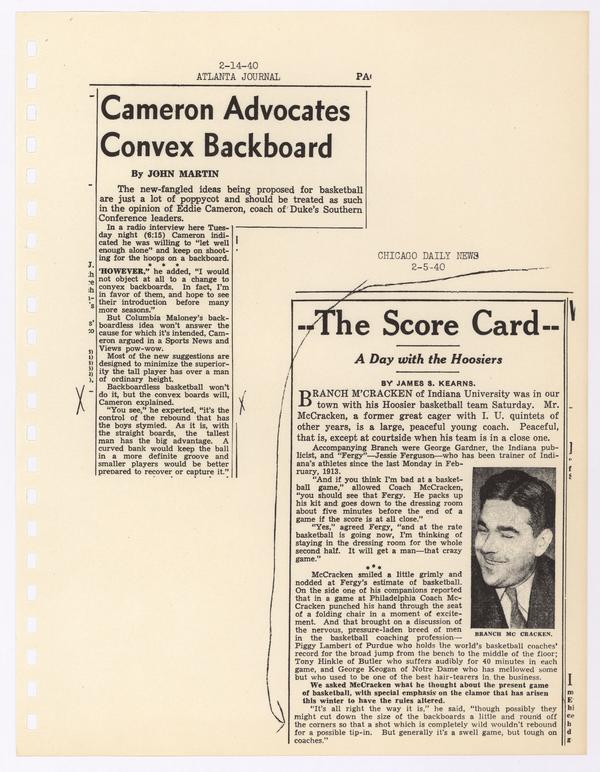 2-14-40
ATLANTA JOURNAL
PA
Cameron Advocates
Convex Backboard
By JOHN MARTIN
The new-fangled ideas being proposed for basketball
are just a lot of poppycot and should be treated as such
in the opinion of Eddie Cameron, coach of Duke's Southern
Conference leaders.
In a radio interview here Tues-
day night (6:15) Cameron indi-
cated he was willing to "let well
enough alone" and keep on shoot-
ing for the hoops on a backboard.
* * *
"HOWEVER," he added, "I would
not object at all to a change to
convex backboards. In fact, I'm
in favor of them, and hope to see
their introduction before many
more seasons."
But Columbia Maloney's back-
boardless idea won't answer the
cause for which it's intended, Cam-
eron argued in a Sports News and
Views pow-wow.
Most of the new suggestions are
designed to minimize the superior-
ity the tall player has over a man
of ordinary height.
Backboardless basketball won't
do it, but the convex boards will,
Cameron explained.
"You see," he experted, "it's the
control of the rebound that has
the boys stymied. As it is, with
the straight boards, the tallest
man has the big advantage. A
curved bank would keep the ball
in a more definite groove and
smaller players would be better
prepared to recover or capture it."
CHICAGO DAILY NEWS
2-5-40
--The Score Card--
A Day with the Hoosiers
BY JAMES S. KEARNS.
BRANCH M'CRACKEN of Indiana University was in our
town with his Hoosier basketball team Saturday. Mr.
McCracken, a former great cager with I. U. quintets of
other years, is a large, peaceful young coach. Peaceful,
that is, except at courtside when his team is in a close one.
Accompanying Branch were George Gardner, the Indiana pub-
licist, and "Fergy"—Jessie Ferguson—who has been trainer of Indi-
ana's athletes since the last Monday in Feb-
ruary, 1913.
"And if you think I'm bad at a basket-
ball game," allowed Coach McCracken,
"you should see that Fergy. He packs up
his kit and goes down to the dressing room
about five minutes before the end of a
game if the score is at all close."
"Yes," agreed Fergy, "and at the rate
basketball is going now, I'm thinking of
staying in the dressing room for the whole
second half. It will get a man—that crazy
game."
* * *
McCracken smiled a little grimly and
nodded at Fergy's estimate of basketball.
On the side one of his companions reported
that in a game at Philadelphia Coach Mc-
Cracken punched his hand through the seat
of a folding chair in a moment of excite-
ment. And that brought on a discussion of
the nervous, pressure-laden breed of men
in the basketball coaching profession—
BRANCH MC CRACKEN.
Piggy Lambert of Purdue who holds the world's basketball coaches'
record for the broad jump from the bench to the middle of the floor;
Tony Hinkle of Butler who suffers audibly for 40 minutes in each
game, and George Keogan of Notre Dame who has mellowed some
but who used to be one of the best hair-tearers in the business.
We asked McCracken what he thought about the present game
of basketball, with special emphasis on the clamor that has arisen
this winter to have the rules altered.
"It's all right the way it is," he said, "though possibly they
might cut down the size of the backboards a little and round off
the corners so that a shot which is completely wild wouldn't rebound
for a possible tip-in. But generally it's a swell game, but tough on
coaches."